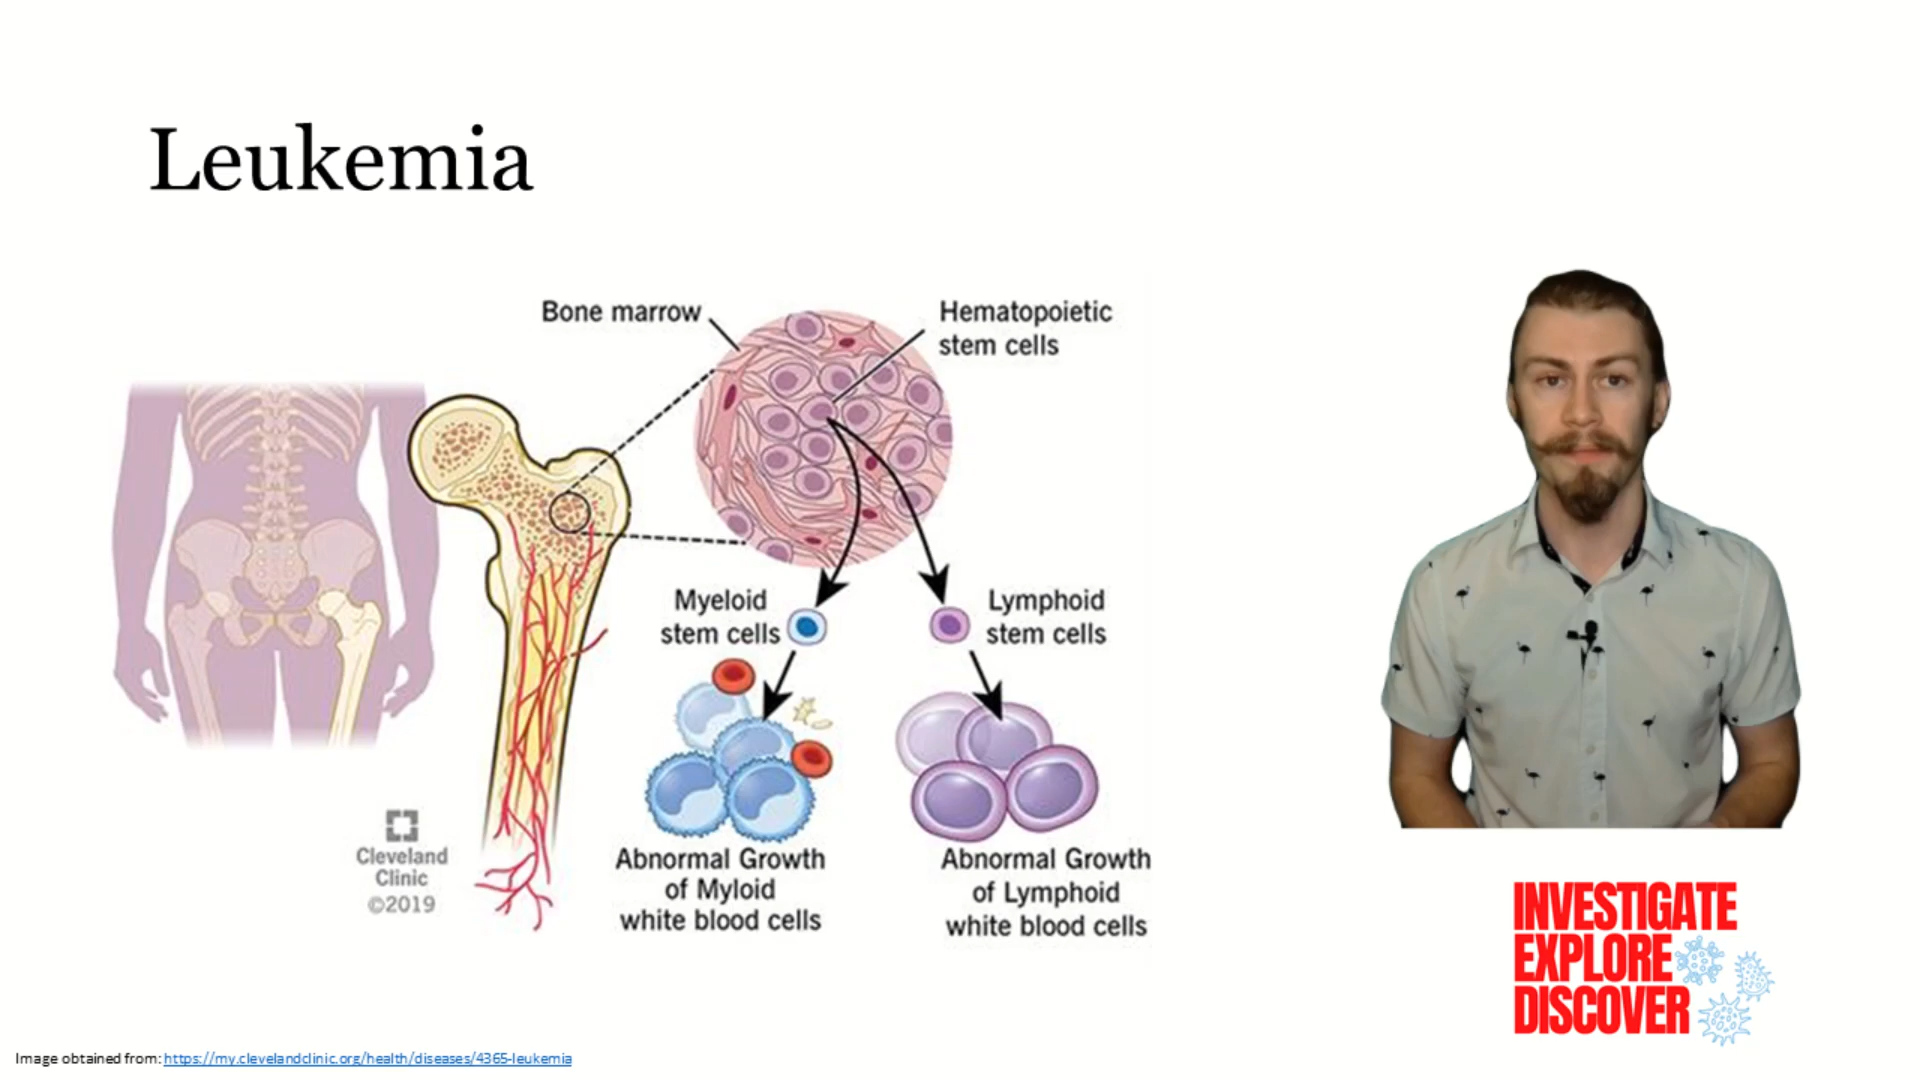 Leukemia
Bone marrow
Hematopoietic
stem cells
Myeloid
stem cells
Lymphoid
stem cells
Abnormal Growth
of Myloid
white blood cells
Abnormal Growth
of Lymphoid
white blood cells
Cleveland
Clinic
©2019
INVESTIGATE
EXPLORE
DISCOVER
Image obtained from: https://my.clevelandclinic.org/health/diseases/4365-leukemia